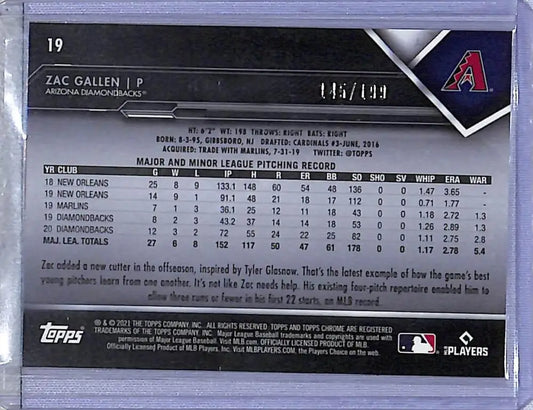 19
ZAC GALLEN | P
ARIZONA DIAMONDBACKS®
A
145/199
HT: 6'2" WT: 198 THROWS: RIGHT BATS: RIGHT
BORN: 8-3-95, GIBBSBORO, NJ DRAFTED: CARDINALS #3-JUNE, 2016
ACQUIRED: TRADE WITH MARLINS, 7-31-19 TWITTER: @TOPPS
MAJOR AND MINOR LEAGUE PITCHING RECORD
YR CLUB G W L IP H R ER BB SO SHO SV WHIP ERA WAR
18 NEW ORLEANS 25 8 9 133.1 148 60 54 48 136 0 0 1.47 3.65 -
19 NEW ORLEANS 14 9 1 91.1 48 21 18 17 112 0 0 0.71 1.77 -
19 MARLINS 7 1 3 36.1 25 12 11 18 43 0 0 1.18 2.72 1.3
19 DIAMONDBACKS 8 2 3 43.2 37 14 14 18 53 0 0 1.26 2.89 1.3
20 DIAMONDBACKS 12 3 2 72 55 24 22 25 82 0 0 1.11 2.75 2.8
MAJ. LEA. TOTALS 27 6 8 152 117 50 47 61 178 0 0 1.17 2.78 5.4
Zac added a new cutter in the offseason, inspired by Tyler Glasnow. That's the latest example of how the game's best
young pitchers learn from one another. It's not like Zac needs help. His existing four-pitch repertoire enabled him to
allow three runs or fewer in his first 22 starts, an MLB record.
Topps
® & © 2021 THE TOPPS COMPANY, INC. ALL RIGHTS RESERVED. TOPPS AND TOPPS CHROME ARE REGISTERED
TRADEMARKS OF THE TOPPS COMPANY, INC. Major League Baseball trademarks and copyrights are used with
permission of Major League Baseball. Visit MLB.com. OFFICIALLY LICENSED PRODUCT OF MLB.
Officially Licensed Product of MLB Players, Inc. Visit MLBPLAYERS.COM, the Players Choice on the web.
MLB PLAYERS